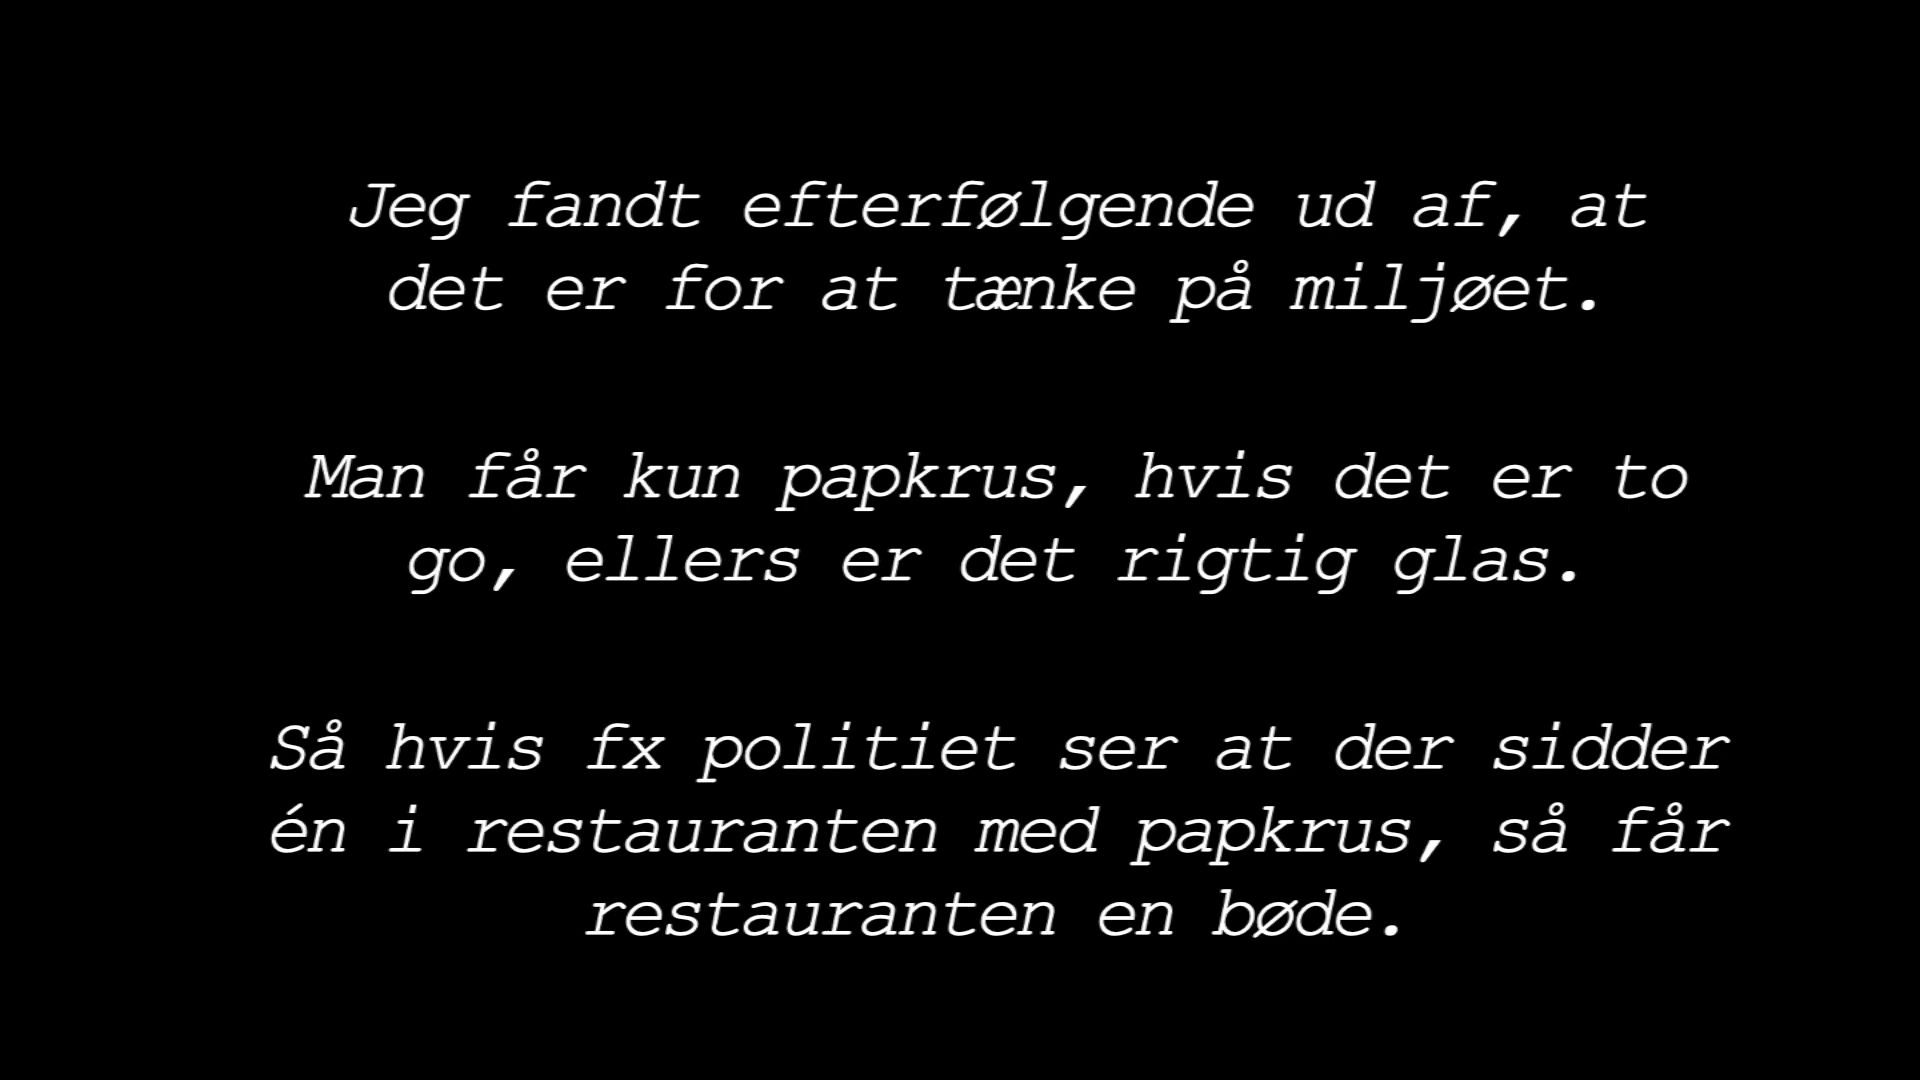 Jeg fandt efterfølgende ud af, at
det er for at tænke på miljøet.
Man får kun papkrus, hvis det er to
go, ellers er det rigtig glas.
Så hvis fx politiet ser at der sidder
én i restauranten med papkrus, så får
restauranten en bøde.